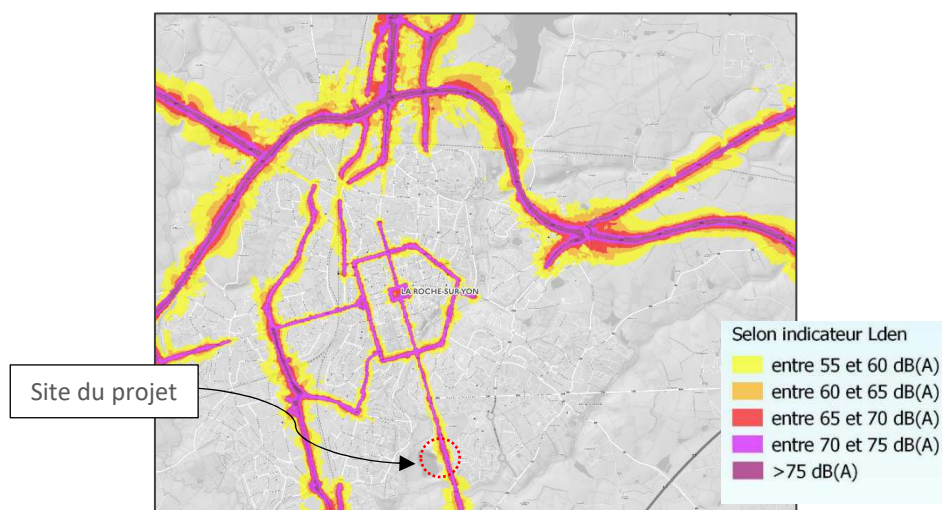 LA ROCHE-SUR-YON
Site du projet
Selon indicateur Lden
entre 55 et 60 dB(A)
entre 60 et 65 dB(A)
entre 65 et 70 dB(A)
entre 70 et 75 dB(A)
>75 dB(A)